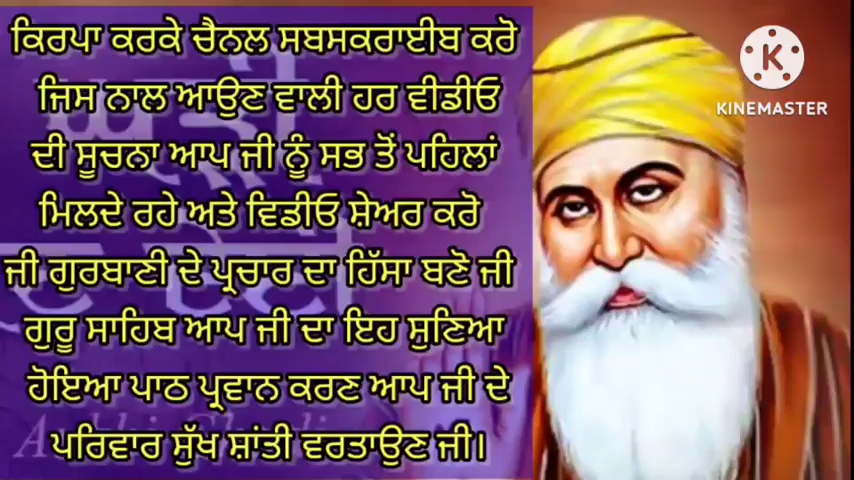 ਕਿਰਪਾ ਕਰਕੇ ਚੈਨਲ ਸਬਸਕਰਾਈਬ ਕਰੋ
ਜਿਸ ਨਾਲ ਆਉਣ ਵਾਲੀ ਹਰ ਵੀਡੀਓ
ਦੀ ਸੂਚਨਾ ਆਪ ਜੀ ਨੂੰ ਸਭ ਤੋਂ ਪਹਿਲਾਂ
ਮਿਲਦੇ ਰਹੇ ਅਤੇ ਵਿਡੀਓ ਸ਼ੇਅਰ ਕਰੋ
ਜੀ ਗੁਰਬਾਣੀ ਦੇ ਪ੍ਰਚਾਰ ਦਾ ਹਿੱਸਾ ਬਣੋ ਜੀ
ਗੁਰੂ ਸਾਹਿਬ ਆਪ ਜੀ ਦਾ ਇਹ ਸੁਣਿਆ
ਹੋਇਆ ਪਾਠ ਪ੍ਰਵਾਨ ਕਰਣ ਆਪ ਜੀ ਦੇ
ਪਰਿਵਾਰ ਸੁੱਖ ਸ਼ਾਂਤੀ ਵਰਤਾਉਣ ਜੀ।
K
KINEMASTER